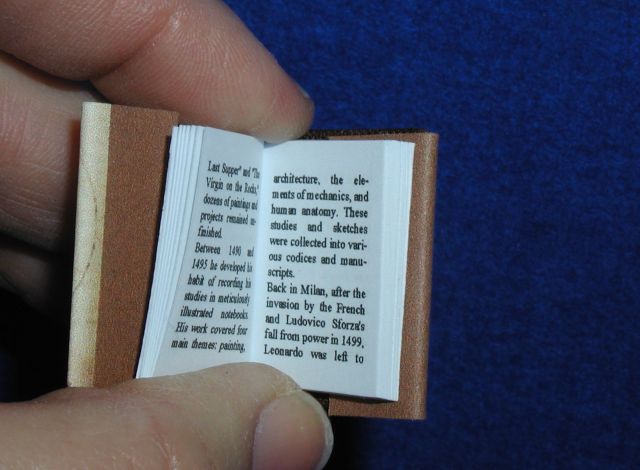 Last Supper" and "The
Virgin on the Rocks,"
dozens of paintings and
projects remained un-
finished.
Between 1490 and
1495 he developed his
habit of recording his
studies in meticulously
illustrated notebooks.
His work covered four
main themes: painting,
architecture, the ele-
ments of mechanics, and
human anatomy. These
studies and sketches
were collected into vari-
ous codices and manu-
scripts.
Back in Milan, after the
invasion by the French
and Ludovico Sforza's
fall from power in 1499,
Leonardo was left to